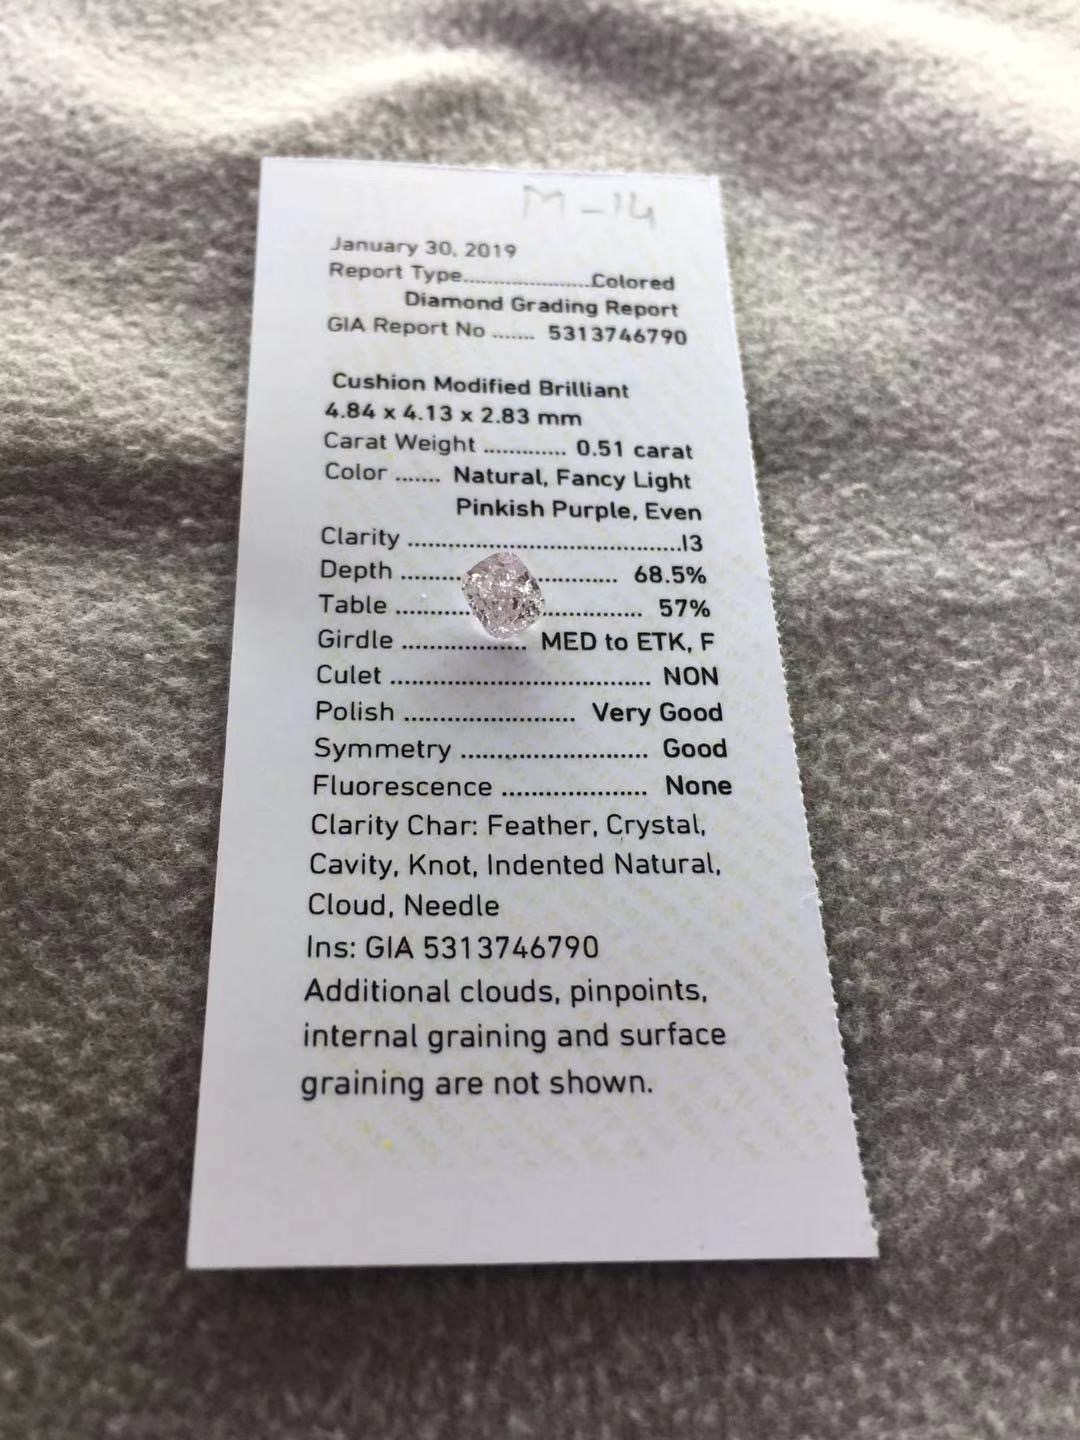 M-14
January 30, 2019
Report Type......................Colored
Diamond Grading Report
GIA Report No ....... 5313746790
Cushion Modified Brilliant
4.84 x 4.13 x 2.83 mm
Carat Weight ............. 0.51 carat
Color ....... Natural, Fancy Light
Pinkish Purple, Even
Clarity ..........................................I3
Depth ..................... 68.5%
Table ....................... 57%
Girdle .................. MED to ETK, F
Culet ...................................... NON
Polish ......................... Very Good
Symmetry ........................... Good
Fluorescence ..................... None
Clarity Char: Feather, Crystal,
Cavity, Knot, Indented Natural,
Cloud, Needle
Ins: GIA 5313746790
Additional clouds, pinpoints,
internal graining and surface
graining are not shown.